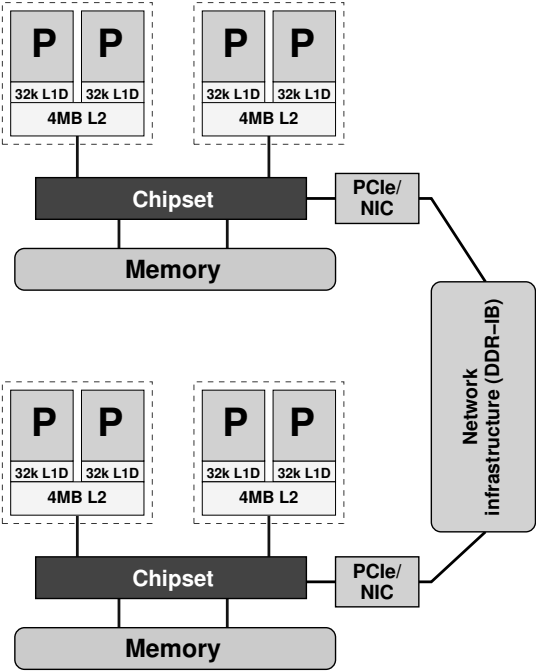 P P P P
32k L1D 32k L1D 32k L1D 32k L1D
4MB L2 4MB L2
Chipset
PCIe/
NIC
Memory
Network
infrastructure (DDR−IB)
P P P P
32k L1D 32k L1D 32k L1D 32k L1D
4MB L2 4MB L2
Chipset
PCIe/
NIC
Memory